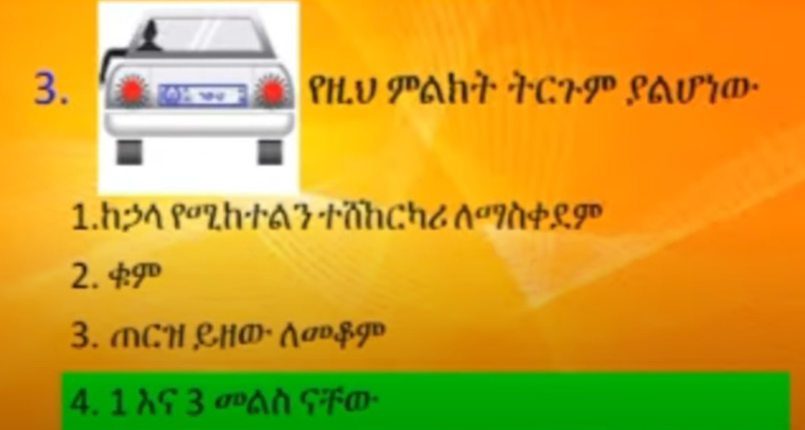 3. የዚህ ምልክት ትርጉም ያልሆነው
1.ከኃላ የሚከተልን ተሽከርካሪ ለማስቀደም
2. ቁም
3. ጠርዝ ይዘው ለመቆም
4. 1 እና 3 መልስ ናቸው